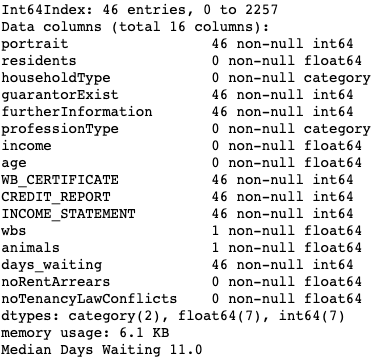 Int64Index: 46 entries, 0 to 2257
Data columns (total 16 columns):
portrait                46 non-null int64
residents               0 non-null float64
householdType           0 non-null category
guarantorExist          46 non-null int64
furtherInformation      46 non-null int64
professionType          0 non-null category
income                  0 non-null float64
age                     0 non-null float64
WB_CERTIFICATE          46 non-null int64
CREDIT_REPORT           46 non-null int64
INCOME_STATEMENT        46 non-null int64
wbs                     1 non-null float64
animals                 1 non-null float64
days_waiting            46 non-null int64
noRentArrears           0 non-null float64
noTenancyLawConflicts   0 non-null float64
dtypes: category(2), float64(7), int64(7)
memory usage: 6.1 KB
Median Days Waiting 11.0